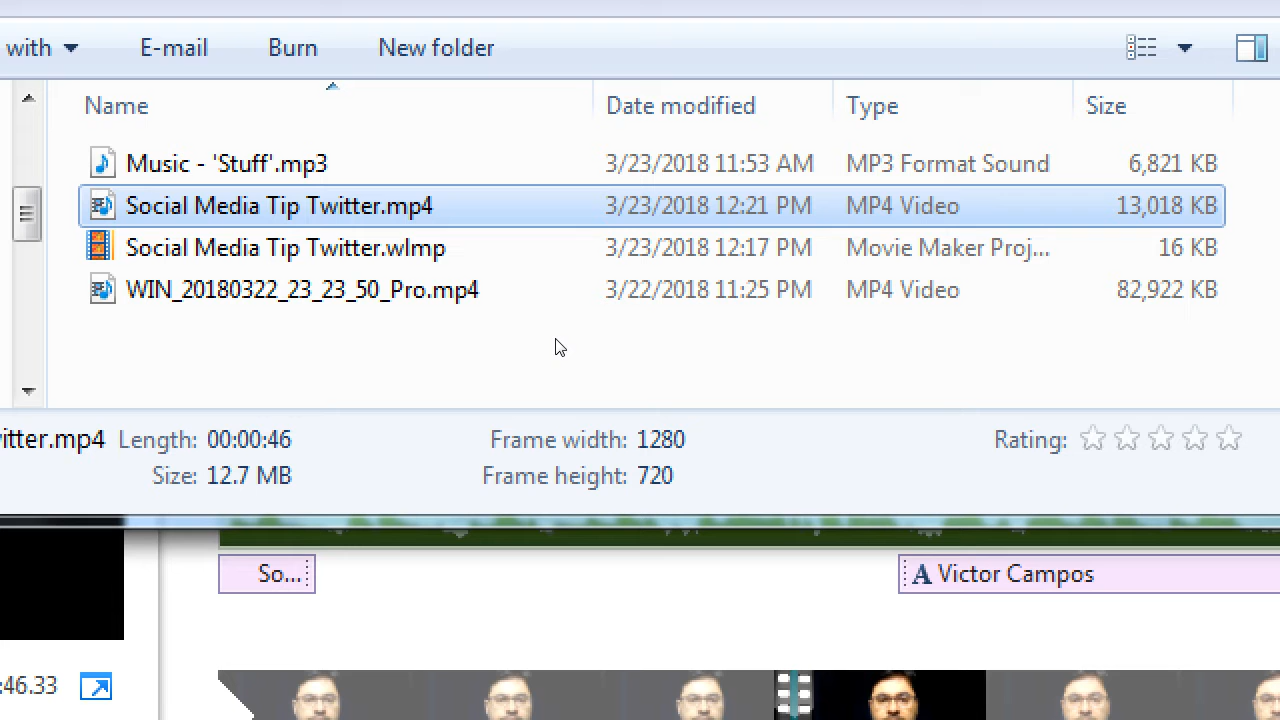 with E-mail Burn New folder
Name Date modified Type Size
Music - 'Stuff'.mp3 3/23/2018 11:53 AM MP3 Format Sound 6,821 KB
Social Media Tip Twitter.mp4 3/23/2018 12:21 PM MP4 Video 13,018 KB
Social Media Tip Twitter.wlmp 3/23/2018 12:17 PM Movie Maker Proj... 16 KB
WIN_20180322_23_23_50_Pro.mp4 3/22/2018 11:25 PM MP4 Video 82,922 KB
itter.mp4 Length: 00:00:46 Frame width: 1280 Rating:
Size: 12.7 MB Frame height: 720
So... A Victor Campos
:46.33